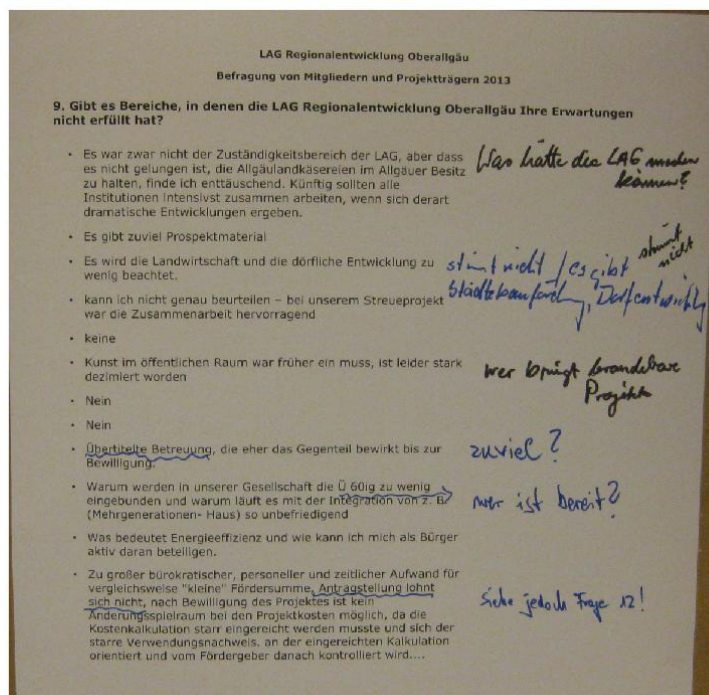 LAG Regionalentwicklung Oberallgäu
Befragung von Mitgliedern und Projektträgern 2013
9. Gibt es Bereiche, in denen die LAG Regionalentwicklung Oberallgäu Ihre Erwartungen
nicht erfüllt hat?
• Es war zwar nicht der Zuständigkeitsbereich der LAG, aber dass
es nicht gelungen ist, die Allgäulandkäsereien im Allgäuer Besitz
zu halten, finde ich enttäuschend. Künftig sollten alle
Institutionen intensivst zusammen arbeiten, wenn sich derart
dramatische Entwicklungen ergeben.
Was hätte die LAG machen
können?
• Es gibt zuviel Prospektmaterial
stimmt
nicht
• Es wird die Landwirtschaft und die dörfliche Entwicklung zu
wenig beachtet.
stimmt nicht / es gibt
Städtebauförderung, Dorfentwicklung
• kann ich nicht genau beurteilen – bei unserem Streueprojekt
war die Zusammenarbeit hervorragend
• keine
• Kunst im öffentlichen Raum war früher ein muss, ist leider stark
dezimiert worden
wer bringt brauchbare
Projekte
• Nein
• Nein
• Übertitelte Betreuung, die eher das Gegenteil bewirkt bis zur
Bewilligung.
zuviel?
• Warum werden in unserer Gesellschaft die Ü 60ig zu wenig
eingebunden und warum läuft es mit der Integration von z. B.
(Mehrgenerationen- Haus) so unbefriedigend
wer ist bereit?
• Was bedeutet Energieeffizienz und wie kann ich mich als Bürger
aktiv daran beteiligen.
• Zu großer bürokratischer, personeller und zeitlicher Aufwand für
vergleichsweise "kleine" Fördersumme, Antragstellung lohnt
sich nicht, nach Bewilligung des Projektes ist kein
Änderungsspielraum bei den Projektkosten möglich, da die
Kostenkalkulation starr eingereicht werden musste und sich der
starre Verwendungsnachweis, an der eingereichten Kalkulation
orientiert und vom Fördergeber danach kontrolliert wird....
Siehe jedoch Frage 12!